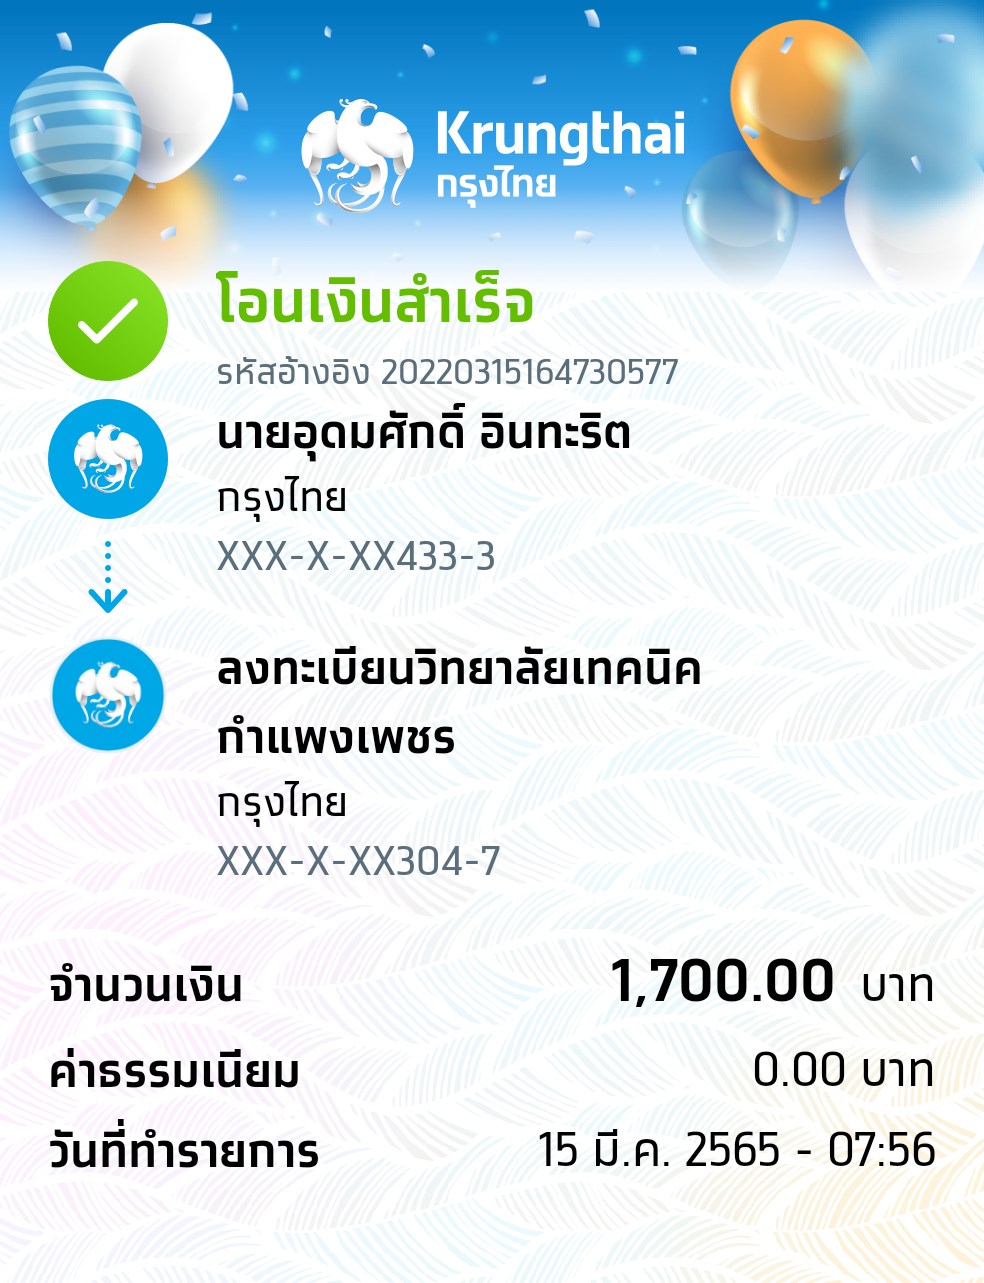 Krungthai
กรุงไทย
โอนเงินสำเร็จ
รหัสอ้างอิง 20220315164730577
นายอุดมศักดิ์ อินทะริต
กรุงไทย
XXX-X-XX433-3
ลงทะเบียนวิทยาลัยเทคนิค
กำแพงเพชร
กรุงไทย
XXX-X-XX304-7
จำนวนเงิน 1,700.00 บาท
ค่าธรรมเนียม 0.00 บาท
วันที่ทำรายการ 15 มี.ค. 2565 - 07:56